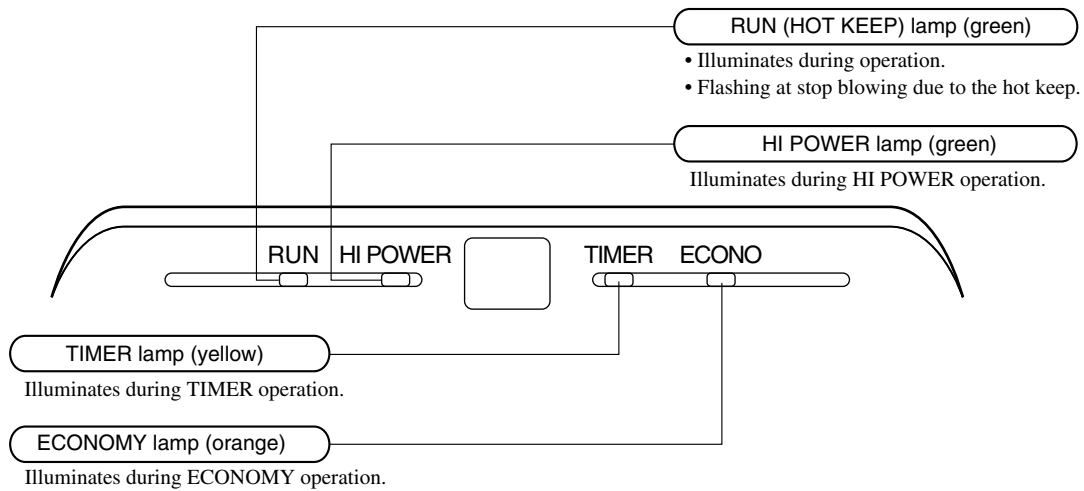 RUN (HOT KEEP) lamp (green)
• Illuminates during operation.
• Flashing at stop blowing due to the hot keep.
HI POWER lamp (green)
Illuminates during HI POWER operation.
RUN HI POWER TIMER ECONO
TIMER lamp (yellow)
Illuminates during TIMER operation.
ECONOMY lamp (orange)
Illuminates during ECONOMY operation.